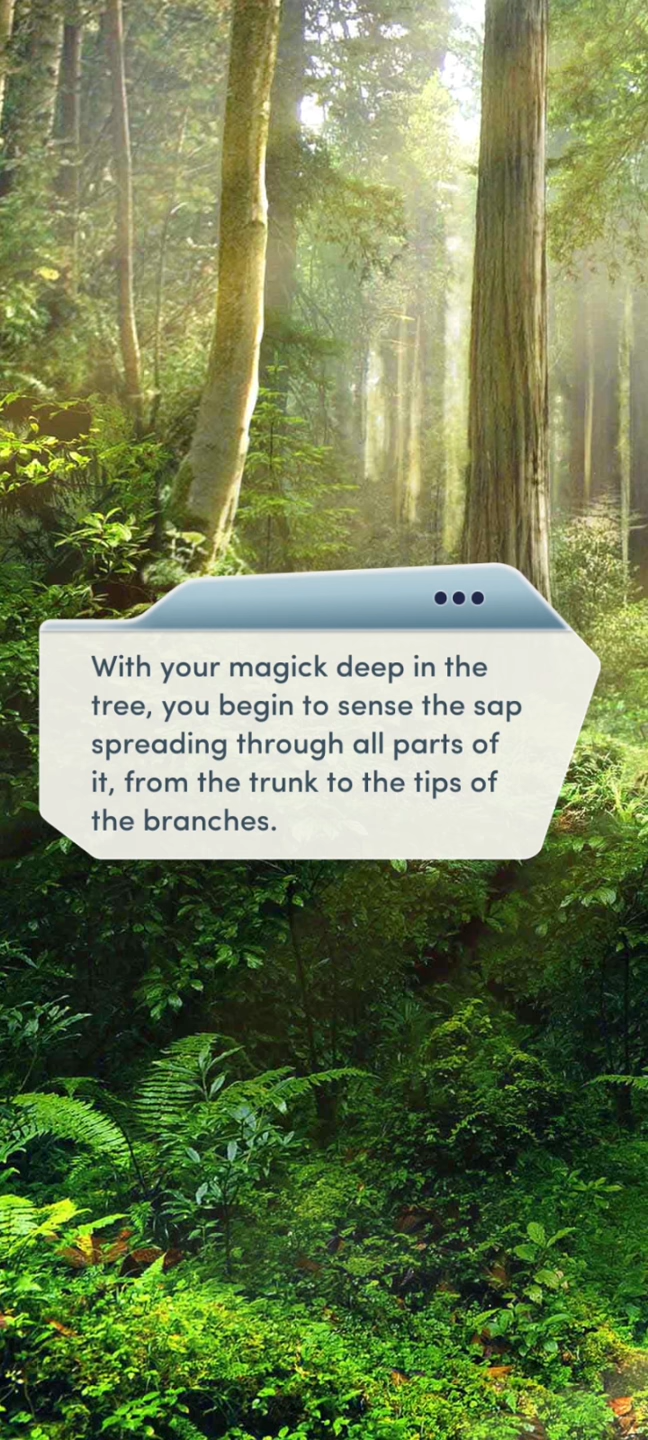 With your magick deep in the
tree, you begin to sense the sap
spreading through all parts of
it, from the trunk to the tips of
the branches.